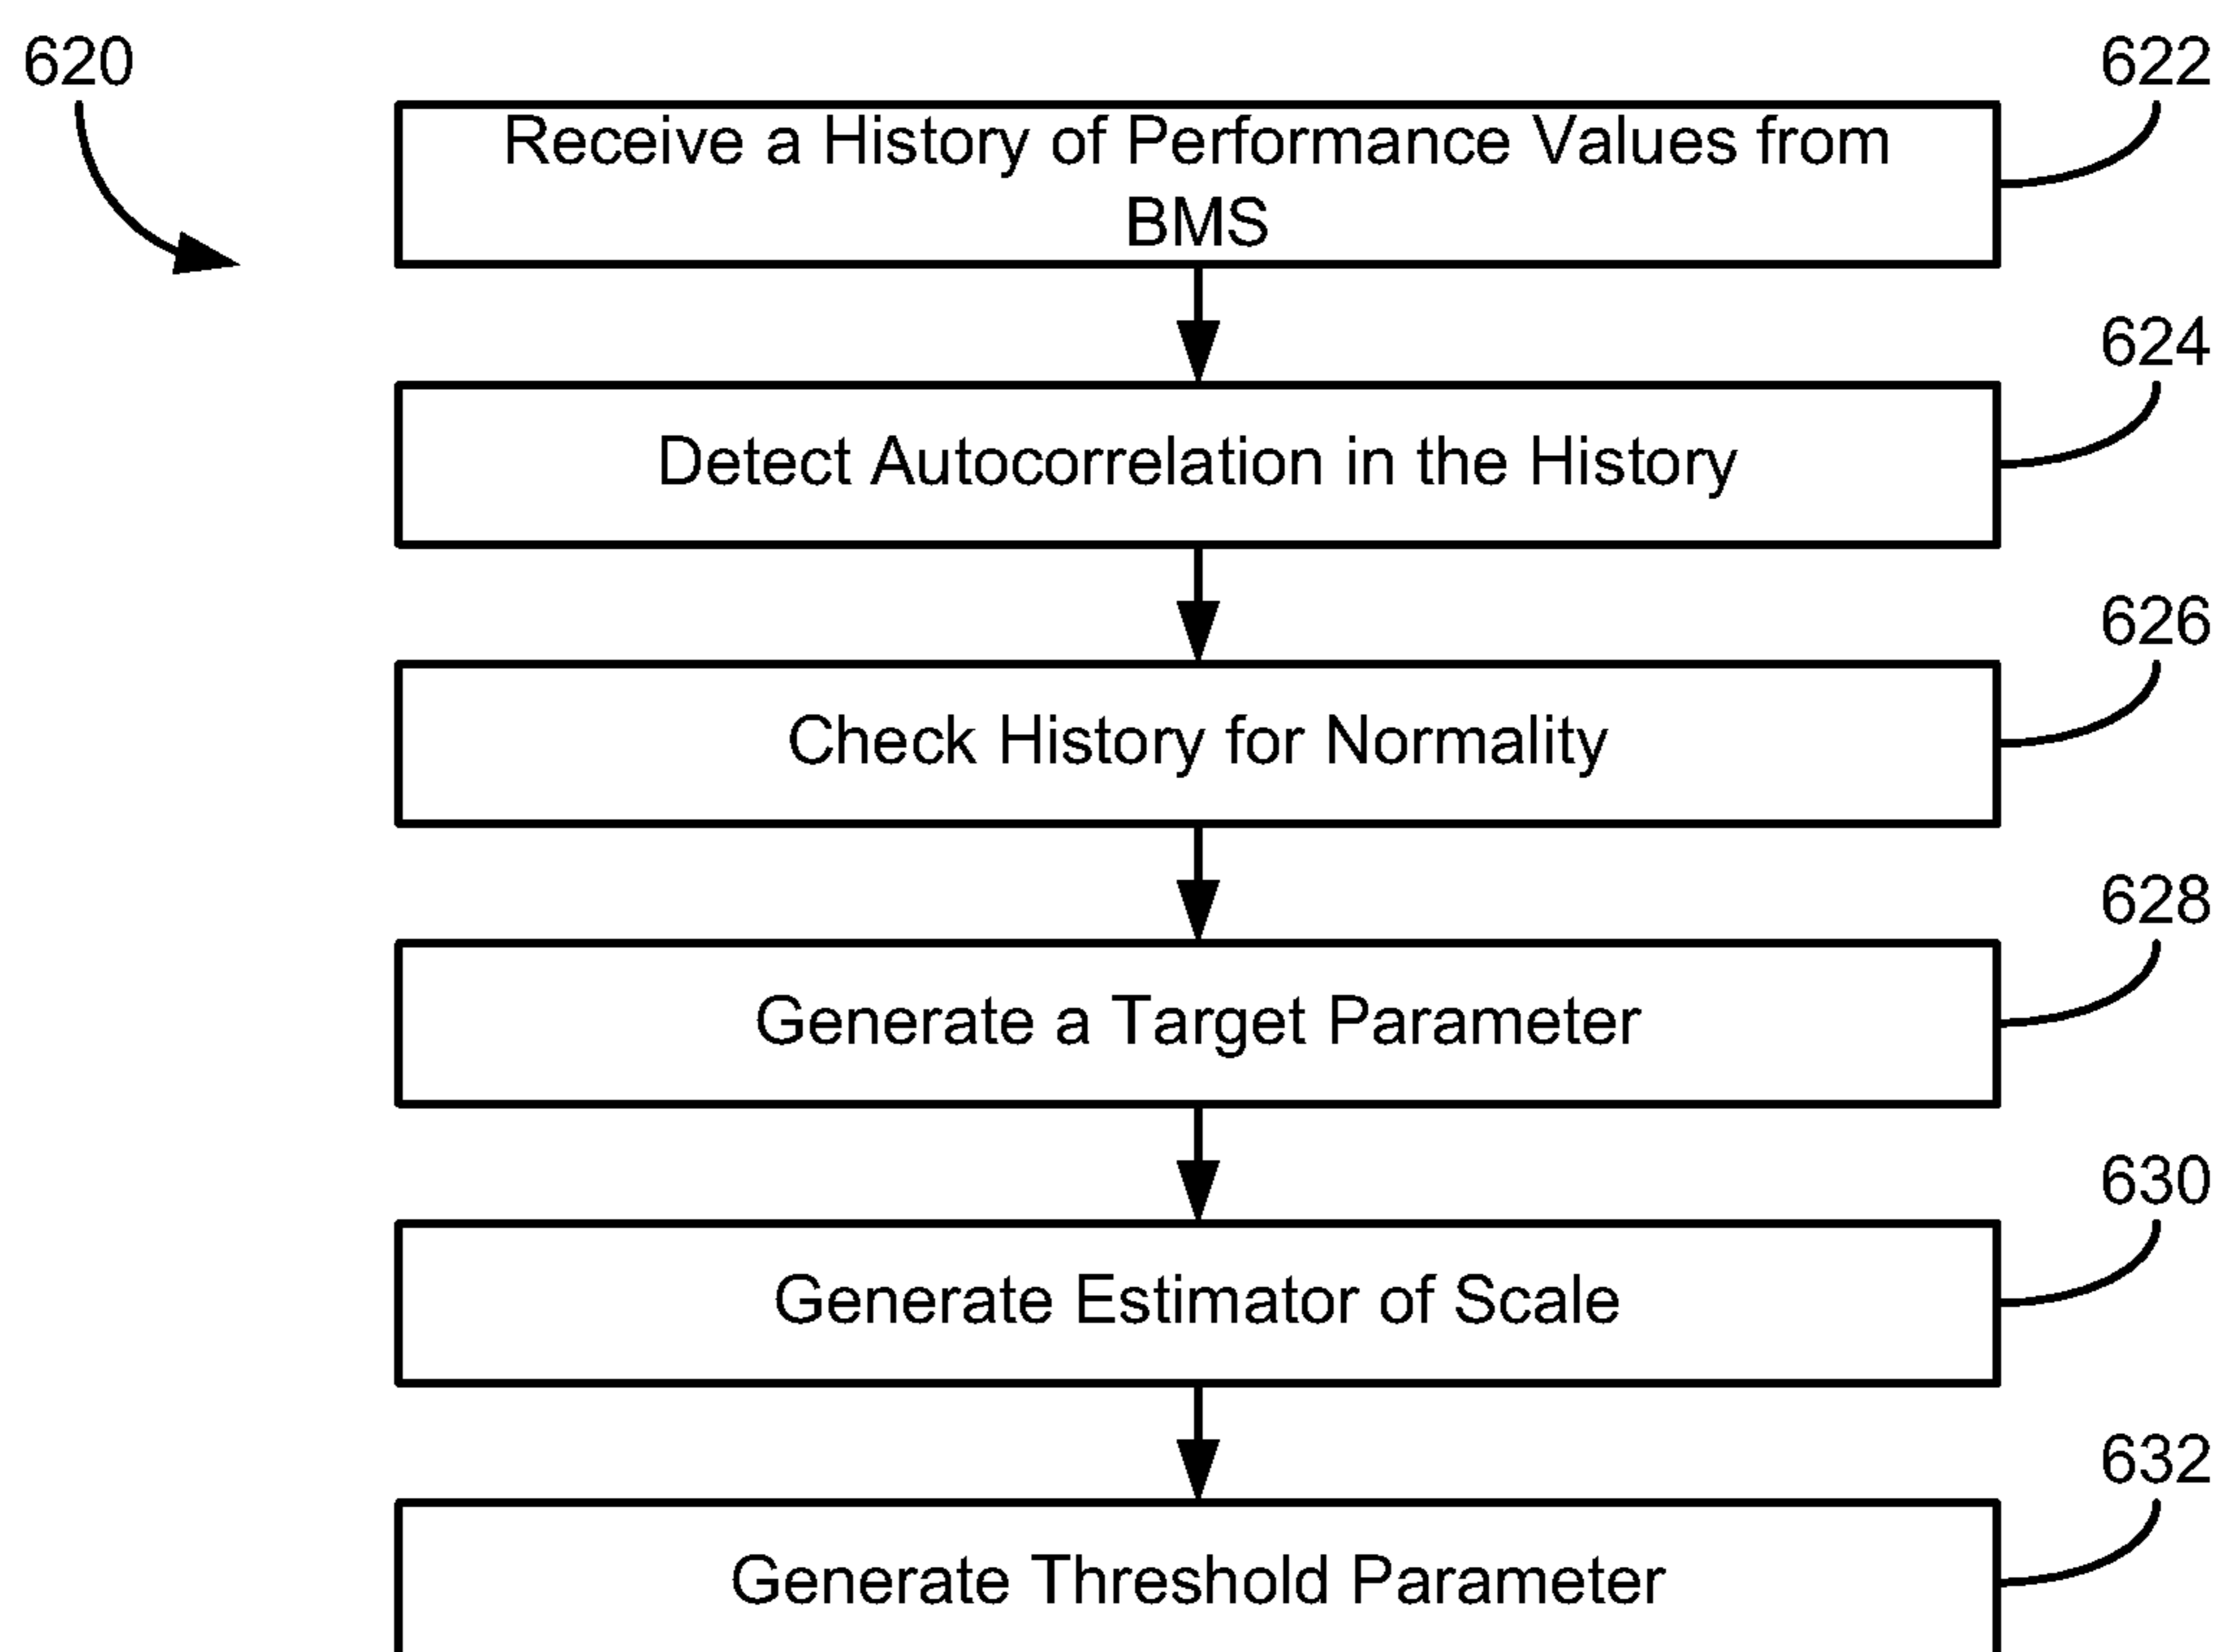 620
622
Receive a History of Performance Values from
BMS
624
Detect Autocorrelation in the History
626
Check History for Normality
628
Generate a Target Parameter
630
Generate Estimator of Scale
632
Generate Threshold Parameter